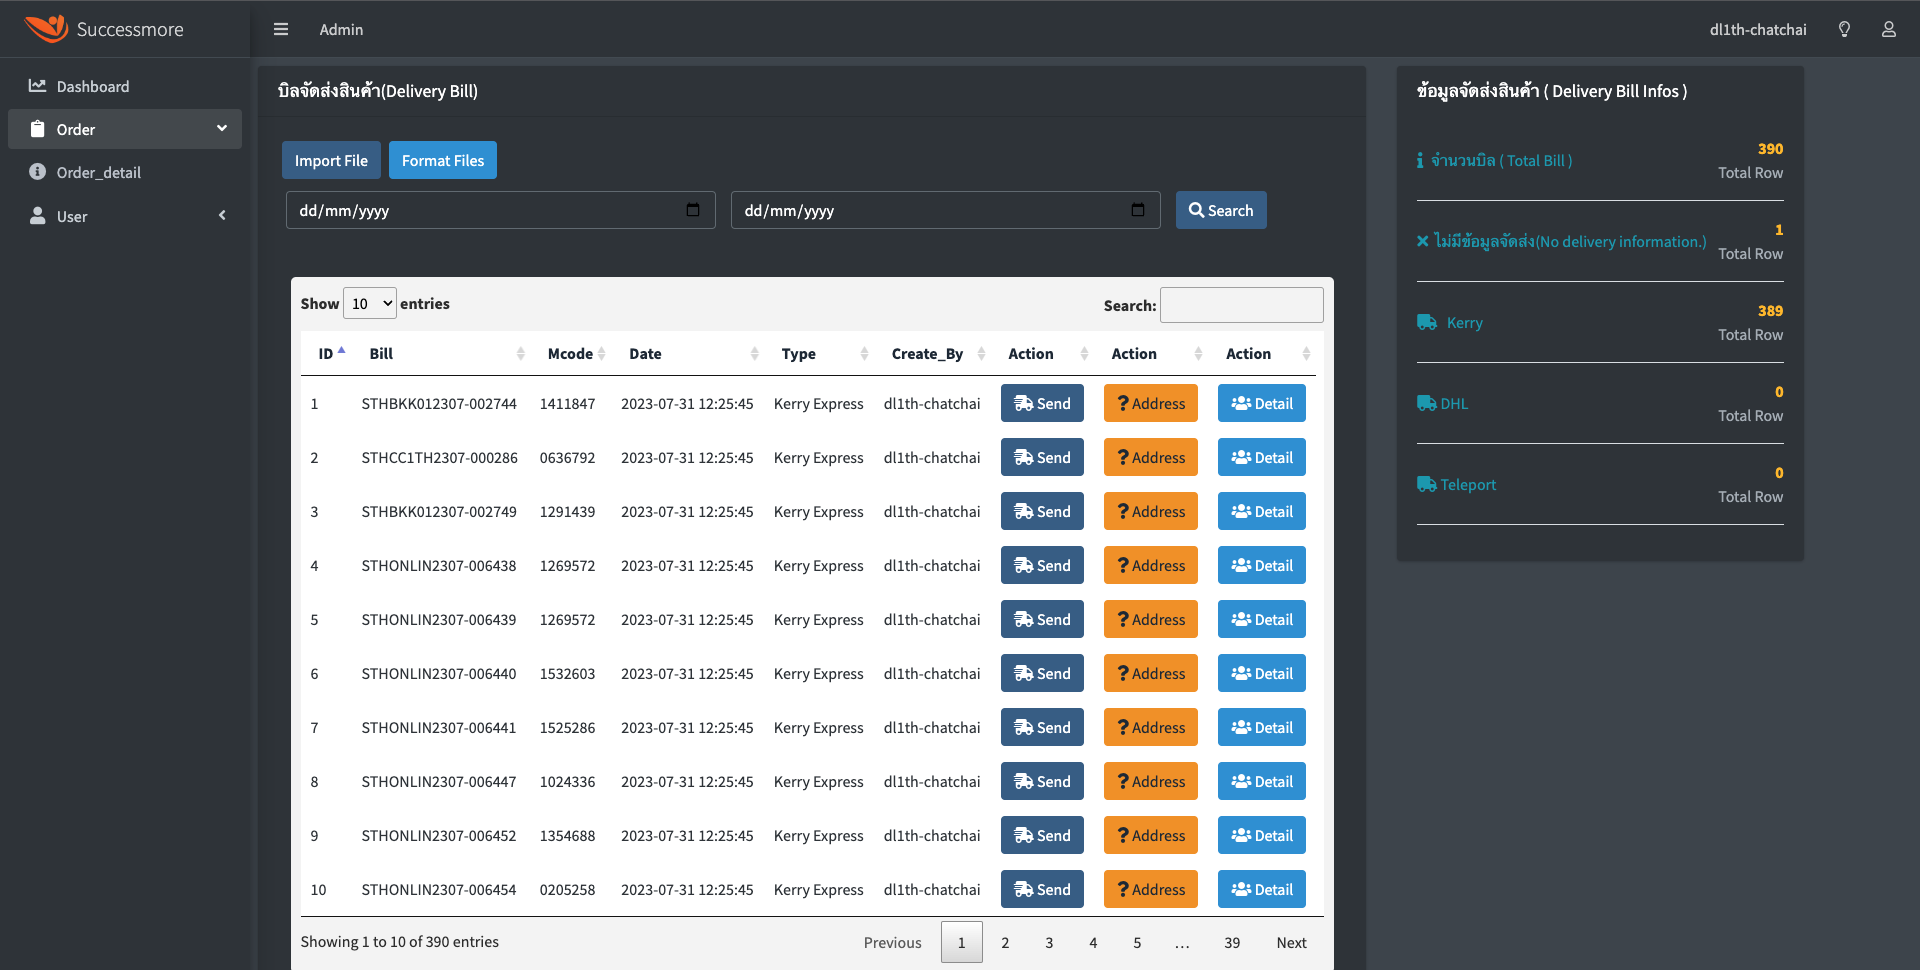 Successmore
Admin
dl1th-chatchai
Dashboard
Order
Order_detail
User
บิลจัดส่งสินค้า(Delivery Bill)
Import File
Format Files
dd/mm/yyyy
dd/mm/yyyy
Search
Show 10 entries
Search:
ID Bill Mcode Date Type Create_By Action Action Action
1 STHBKK012307-002744 1411847 2023-07-31 12:25:45 Kerry Express dl1th-chatchai Send ? Address Detail
2 STHCC1TH2307-000286 0636792 2023-07-31 12:25:45 Kerry Express dl1th-chatchai Send ? Address Detail
3 STHBKK012307-002749 1291439 2023-07-31 12:25:45 Kerry Express dl1th-chatchai Send ? Address Detail
4 STHONLIN2307-006438 1269572 2023-07-31 12:25:45 Kerry Express dl1th-chatchai Send ? Address Detail
5 STHONLIN2307-006439 1269572 2023-07-31 12:25:45 Kerry Express dl1th-chatchai Send ? Address Detail
6 STHONLIN2307-006440 1532603 2023-07-31 12:25:45 Kerry Express dl1th-chatchai Send ? Address Detail
7 STHONLIN2307-006441 1525286 2023-07-31 12:25:45 Kerry Express dl1th-chatchai Send ? Address Detail
8 STHONLIN2307-006447 1024336 2023-07-31 12:25:45 Kerry Express dl1th-chatchai Send ? Address Detail
9 STHONLIN2307-006452 1354688 2023-07-31 12:25:45 Kerry Express dl1th-chatchai Send ? Address Detail
10 STHONLIN2307-006454 0205258 2023-07-31 12:25:45 Kerry Express dl1th-chatchai Send ? Address Detail
Showing 1 to 10 of 390 entries
Previous 1 2 3 4 5 … 39 Next
ข้อมูลจัดส่งสินค้า ( Delivery Bill Infos )
จำนวนบิล ( Total Bill )
390
Total Row
ไม่มีข้อมูลจัดส่ง(No delivery information.)
1
Total Row
Kerry
389
Total Row
DHL
0
Total Row
Teleport
0
Total Row